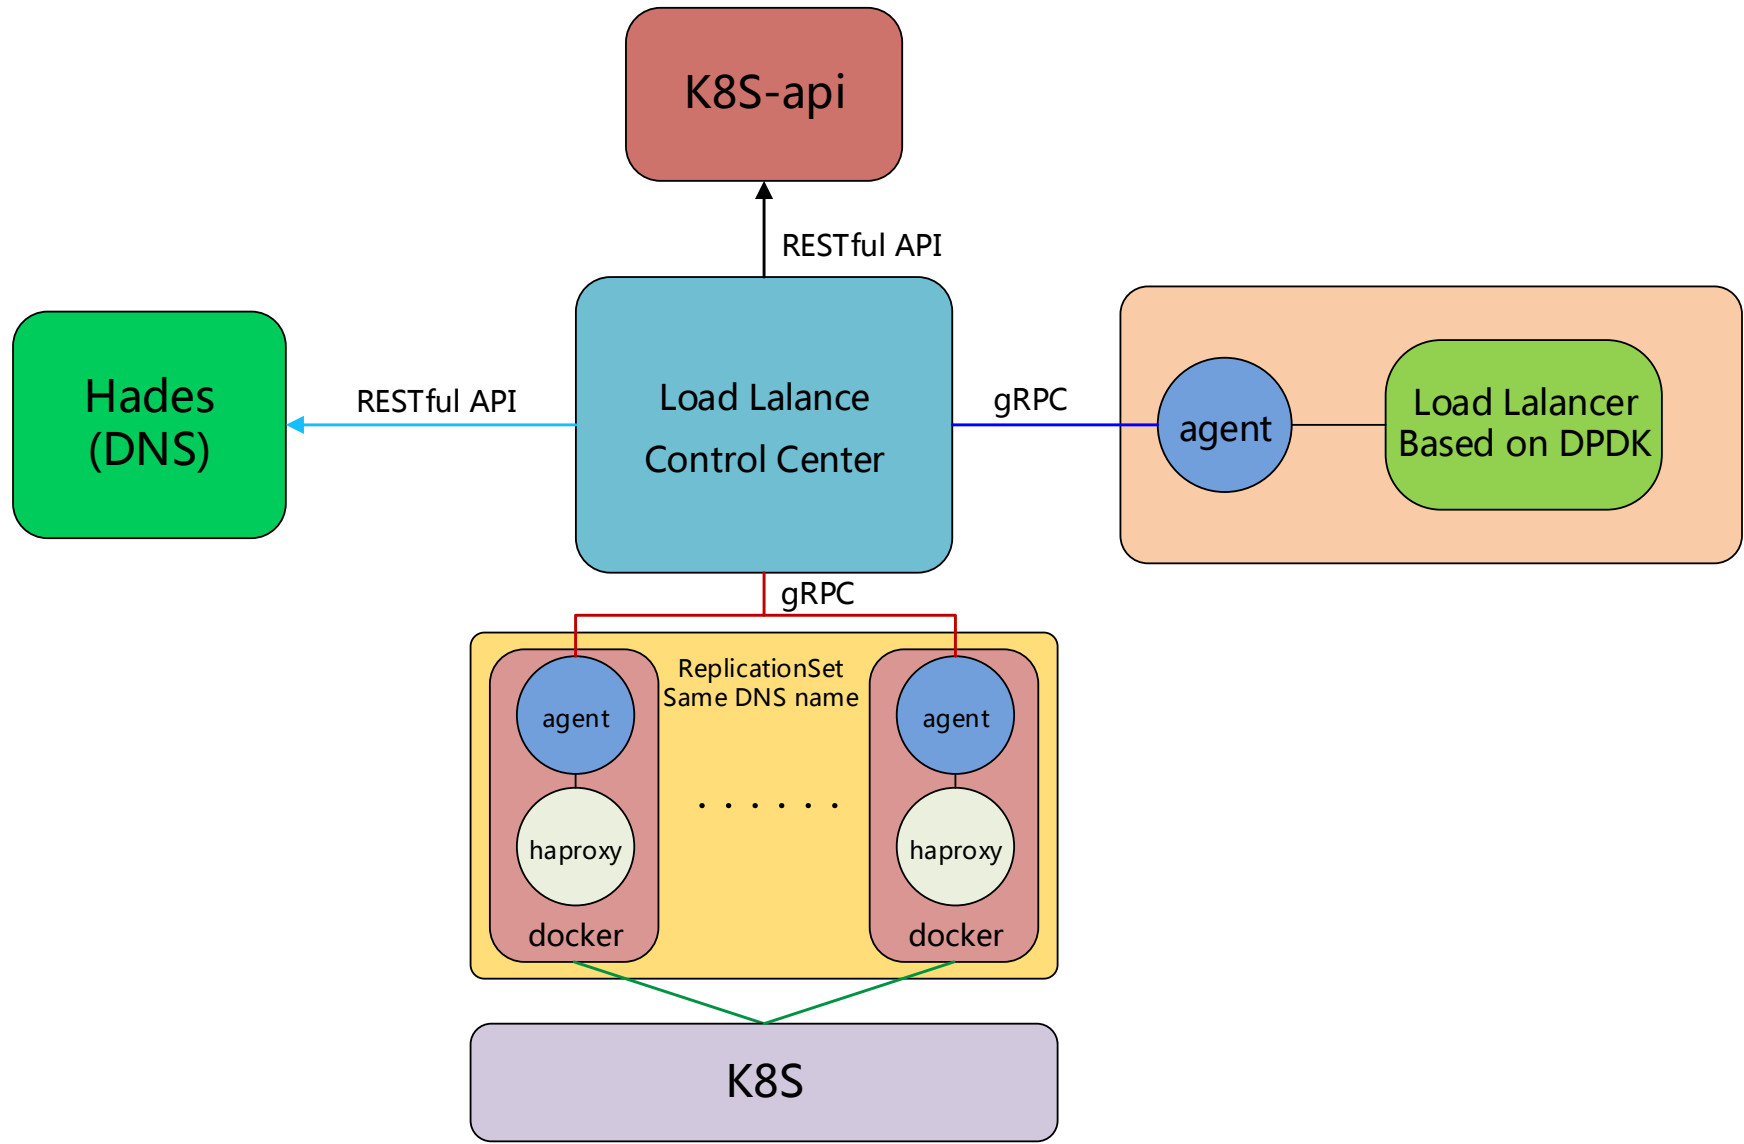 K8S-api
RESTful API
Hades
(DNS)
RESTful API
Load Lalance
Control Center
gRPC
agent
Load Lalancer
Based on DPDK
gRPC
ReplicationSet
Same DNS name
agent
agent
. . . . . .
haproxy
haproxy
docker
docker
K8S